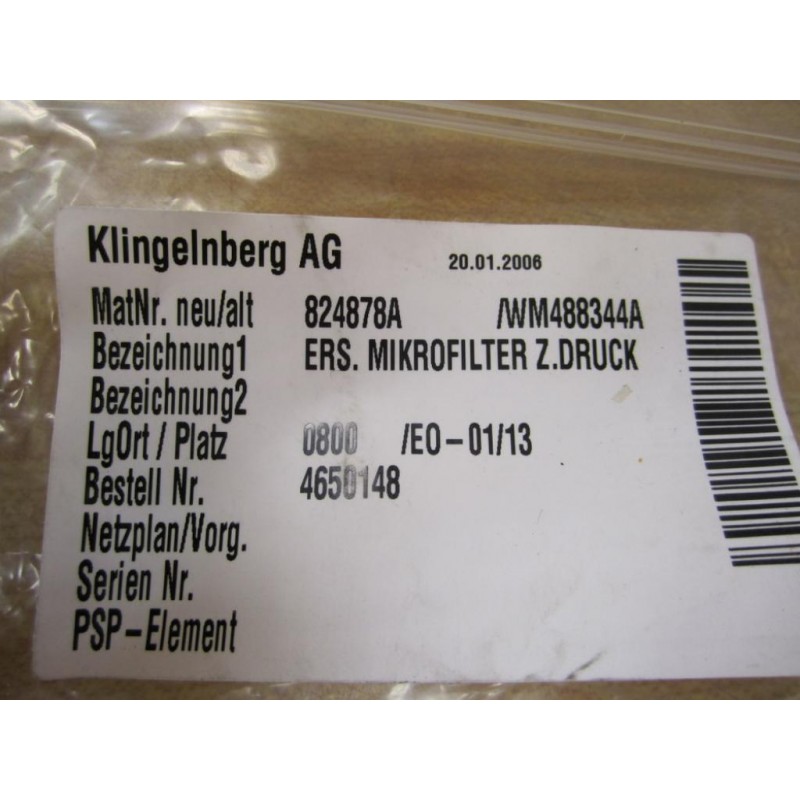 Klingelnberg AG 20.01.2006
MatNr. neu/alt 824878A /WM488344A
Bezeichnung1 ERS. MIKROFILTER Z.DRUCK
Bezeichnung2
LgOrt / Platz 0800 /EO-01/13
Bestell Nr. 4650148
Netzplan/Vorg.
Serien Nr.
PSP-Element